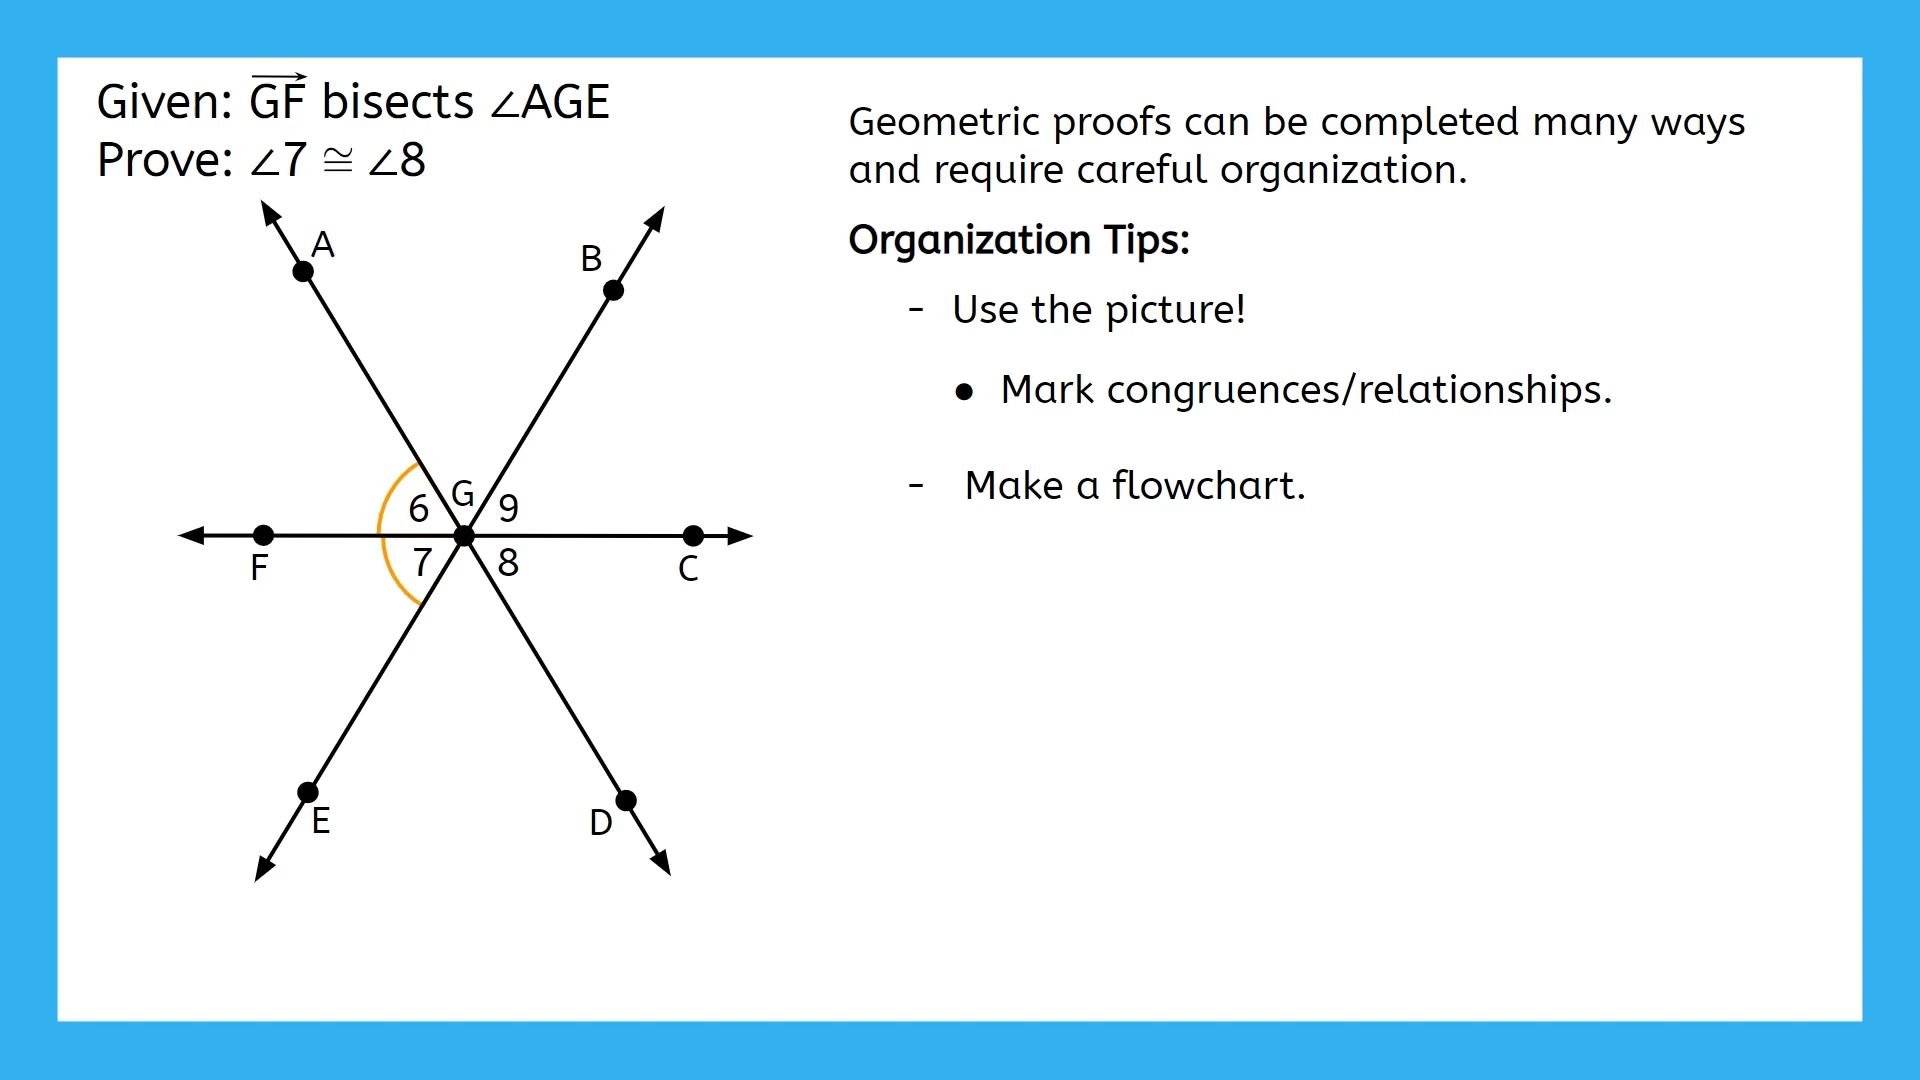 Given: GF bisects ∠AGE
Prove: ∠7 ≅ ∠8
Geometric proofs can be completed many ways
and require careful organization.
Organization Tips:
- Use the picture!
● Mark congruences/relationships.
- Make a flowchart.
A
B
6 G 9
F 7 8 C
E
D